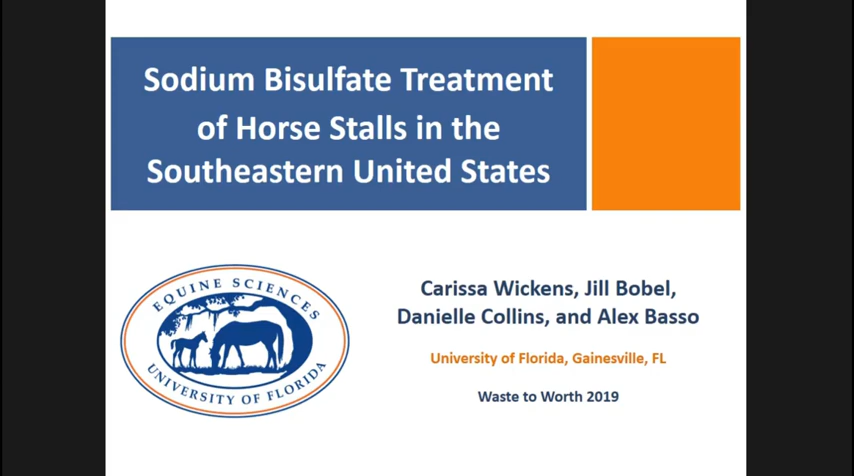 Sodium Bisulfate Treatment
of Horse Stalls in the
Southeastern United States
EQUINE SCIENCES
UNIVERSITY OF FLORIDA
Carissa Wickens, Jill Bobel,
Danielle Collins, and Alex Basso
University of Florida, Gainesville, FL
Waste to Worth 2019